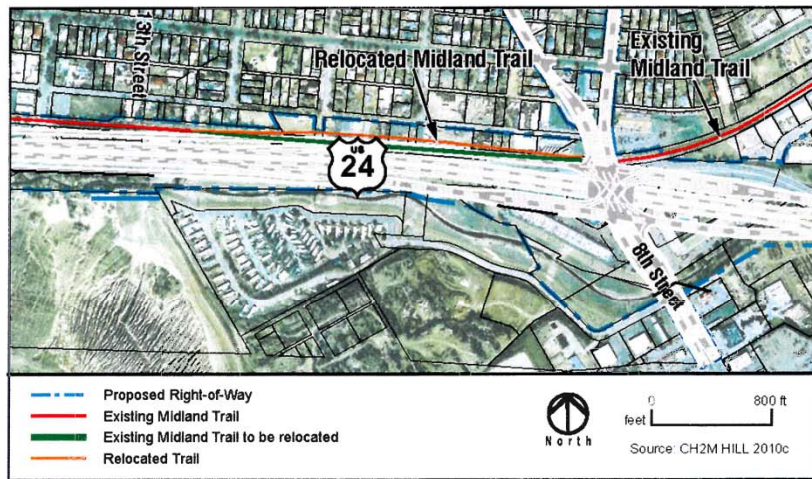 13th Street
Relocated Midland Trail
Existing
Midland Trail
US
24
8th Street
Proposed Right-of-Way
Existing Midland Trail
Existing Midland Trail to be relocated
Relocated Trail
North
0 800 ft
feet
Source: CH2M HILL 2010c